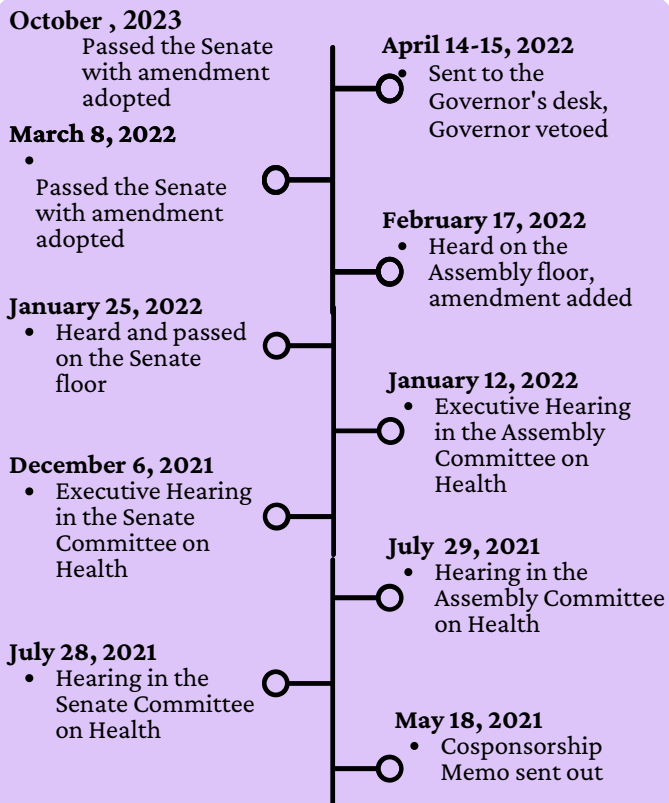 October , 2023
Passed the Senate
with amendment
adopted
April 14-15, 2022
• Sent to the
Governor's desk,
Governor vetoed
March 8, 2022
•
Passed the Senate
with amendment
adopted
February 17, 2022
• Heard on the
Assembly floor,
amendment added
January 25, 2022
• Heard and passed
on the Senate
floor
January 12, 2022
• Executive Hearing
in the Assembly
Committee on
Health
December 6, 2021
• Executive Hearing
in the Senate
Committee on
Health
July 29, 2021
• Hearing in the
Assembly Committee
on Health
July 28, 2021
• Hearing in the
Senate Committee
on Health
May 18, 2021
• Cosponsorship
Memo sent out